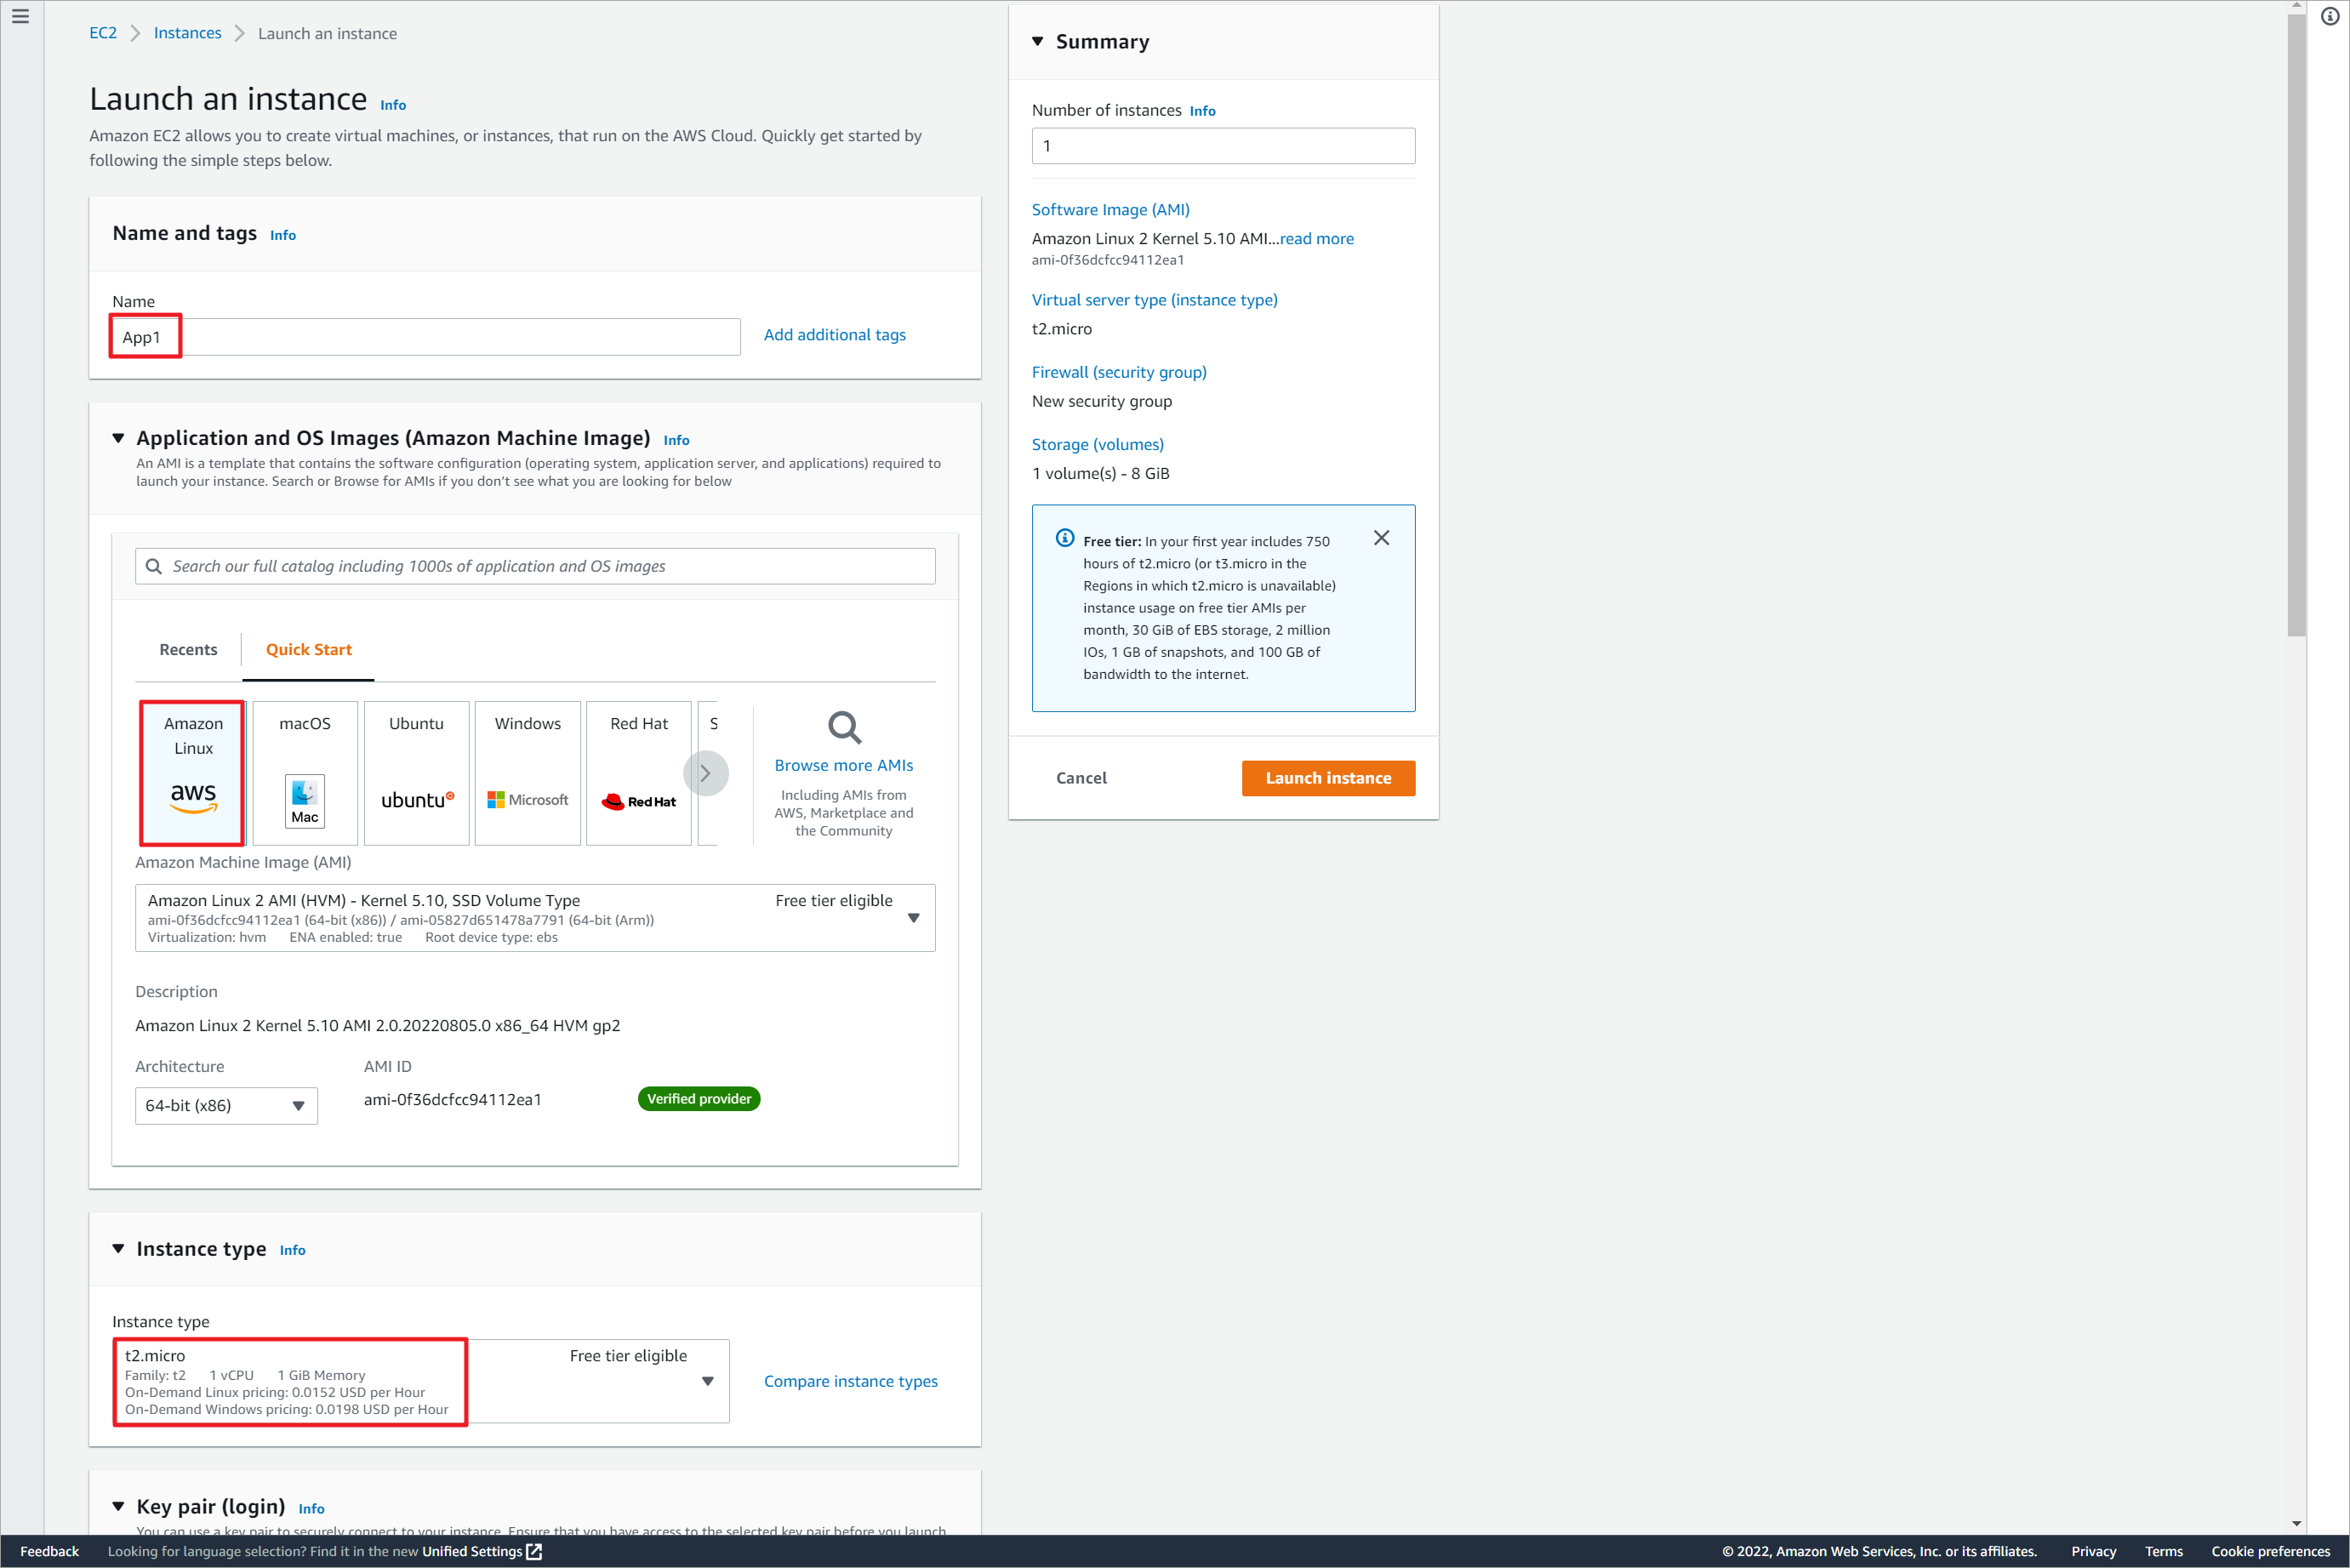 EC2 Instances Launch an instance
Launch an instance Info
Amazon EC2 allows you to create virtual machines, or instances, that run on the AWS Cloud. Quickly get started by
following the simple steps below.
Name and tags Info
Name
App1
Add additional tags
Application and OS Images (Amazon Machine Image) Info
An AMI is a template that contains the software configuration (operating system, application server, and applications) required to
launch your instance. Search or Browse for AMIs if you don't see what you are looking for below
Search our full catalog including 1000s of application and OS images
Recents
Quick Start
Amazon
Linux
aws
macOS
Mac
Ubuntu
ubuntu
Windows
Microsoft
Red Hat
Red Hat
S
Browse more AMIs
Including AMIs from
AWS, Marketplace and
the Community
Amazon Machine Image (AMI)
Amazon Linux 2 AMI (HVM) - Kernel 5.10, SSD Volume Type Free tier eligible
ami-0f36dcfcc94112ea1 (64-bit (x86)) / ami-05827d651478a7791 (64-bit (Arm))
Virtualization: hvm ENA enabled: true Root device type: ebs
Description
Amazon Linux 2 Kernel 5.10 AMI 2.0.20220805.0 x86_64 HVM gp2
Architecture AMI ID
64-bit (x86) ami-0f36dcfcc94112ea1 Verified provider
Instance type Info
Instance type
t2.micro Free tier eligible
Family: t2 1 vCPU 1 GiB Memory
On-Demand Linux pricing: 0.0152 USD per Hour
On-Demand Windows pricing: 0.0198 USD per Hour
Compare instance types
Key pair (login) Info
You can use a key pair to securely connect to your instance. Ensure that you have access to the selected key pair before you launch
Summary
Number of instances Info
1
Software Image (AMI)
Amazon Linux 2 Kernel 5.10 AMI...read more
ami-0f36dcfcc94112ea1
Virtual server type (instance type)
t2.micro
Firewall (security group)
New security group
Storage (volumes)
1 volume(s) - 8 GiB
Free tier: In your first year includes 750
hours of t2.micro (or t3.micro in the
Regions in which t2.micro is unavailable)
instance usage on free tier AMIs per
month, 30 GiB of EBS storage, 2 million
IOs, 1 GB of snapshots, and 100 GB of
bandwidth to the internet.
Cancel
Launch instance
Feedback Looking for language selection? Find it in the new Unified Settings © 2022, Amazon Web Services, Inc. or its affiliates. Privacy Terms Cookie preferences